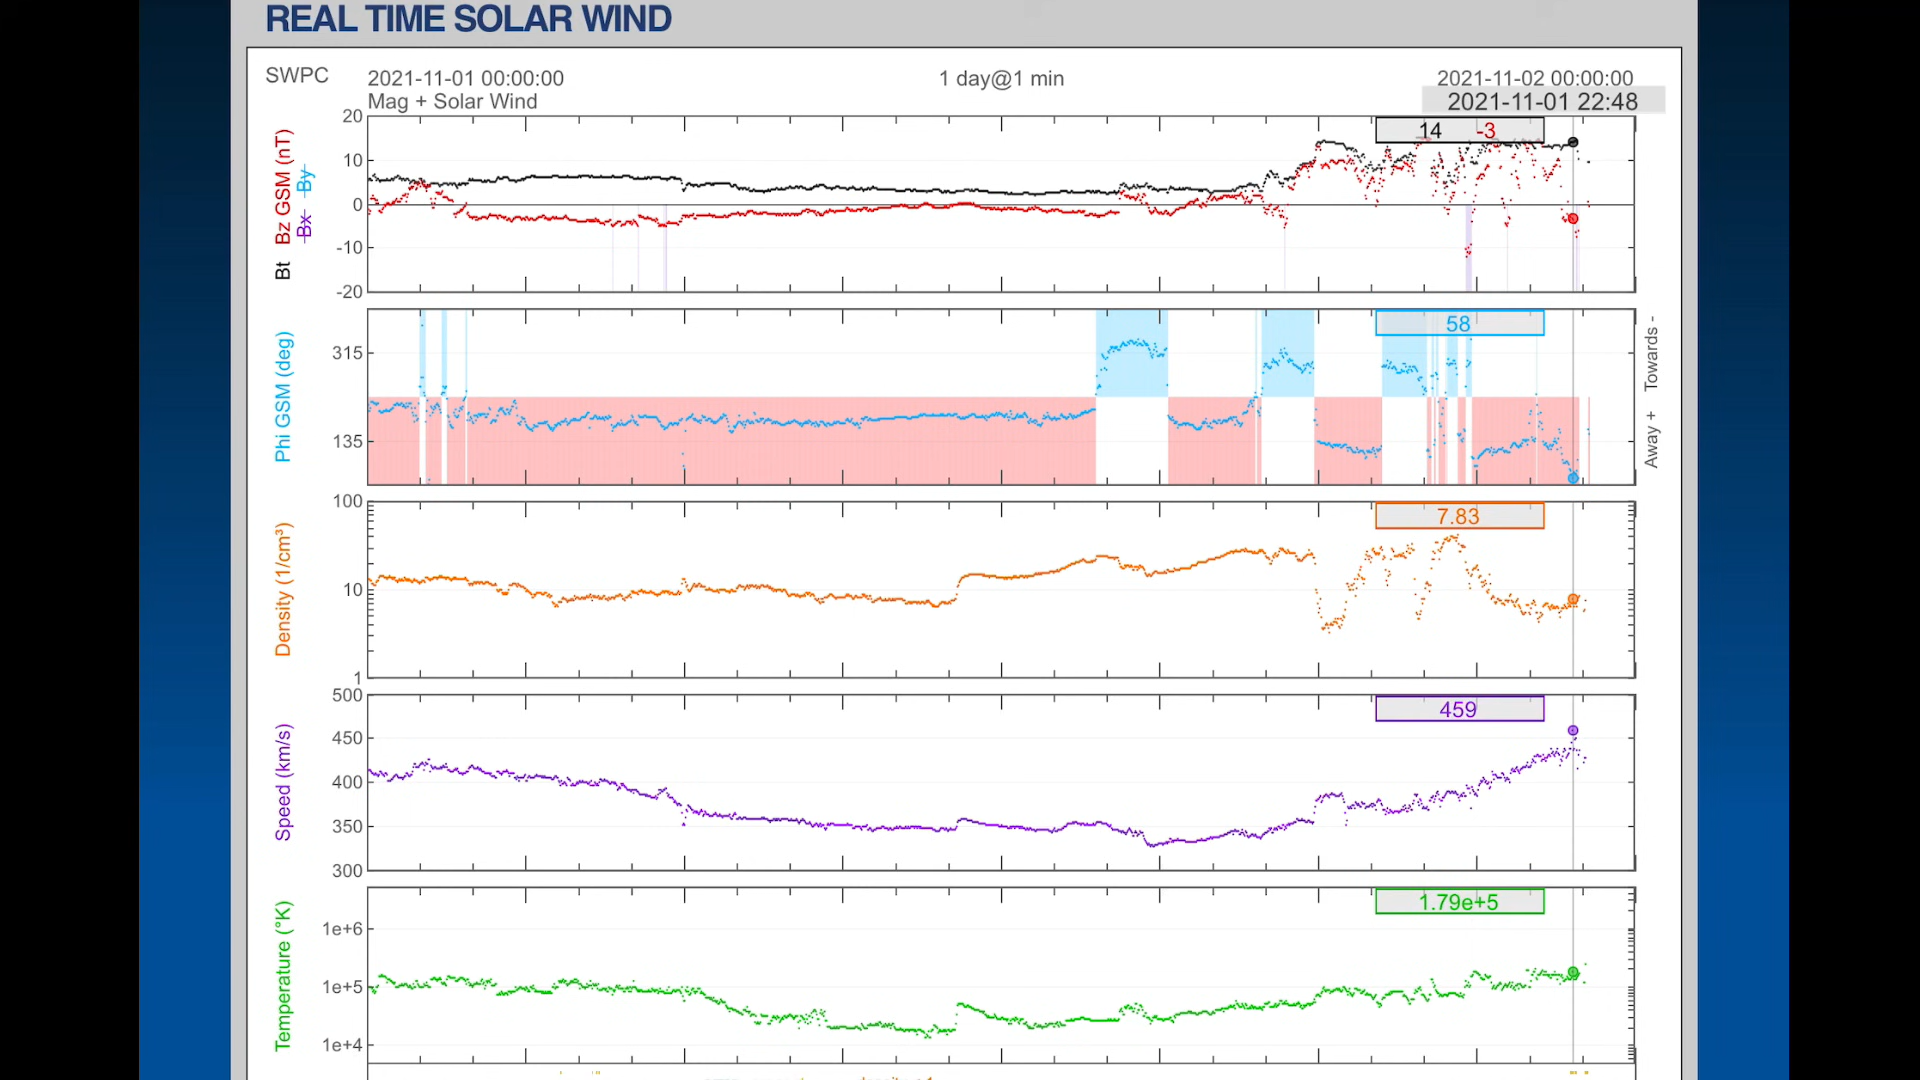 REAL TIME SOLAR WIND
SWPC
2021-11-01 00:00:00
1 day@1 min
2021-11-02 00:00:00
Mag + Solar Wind
2021-11-01 22:48
Bt Bz GSM (nT)
Bx By
20
10
0
-10
-20
14 -3
Phi GSM (deg)
315
135
58
Away + Towards -
Density (1/cm³)
100
10
1
7.83
Speed (km/s)
500
450
400
350
300
459
Temperature (°K)
1e+6
1e+5
1e+4
1.79e+5